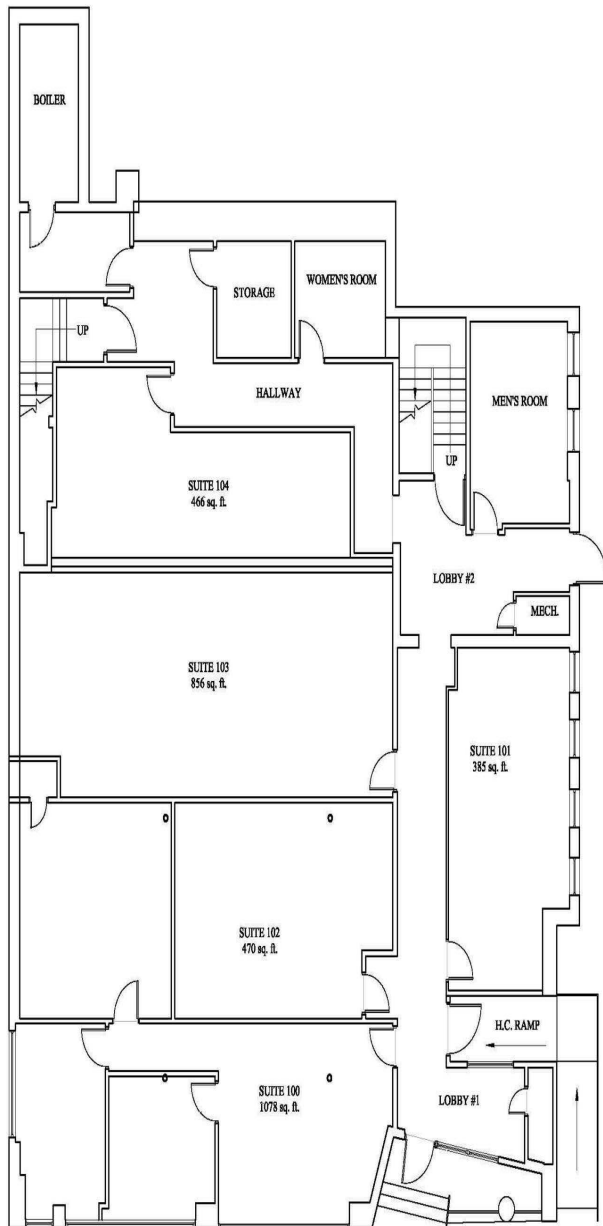 BOILER
STORAGE
WOMEN'S ROOM
UP
HALLWAY
MEN'S ROOM
UP
SUITE 104
466 sq. ft.
LOBBY #2
MECH.
SUITE 103
856 sq. ft.
SUITE 101
385 sq. ft.
SUITE 102
470 sq. ft.
H.C. RAMP
SUITE 100
1078 sq. ft.
LOBBY #1